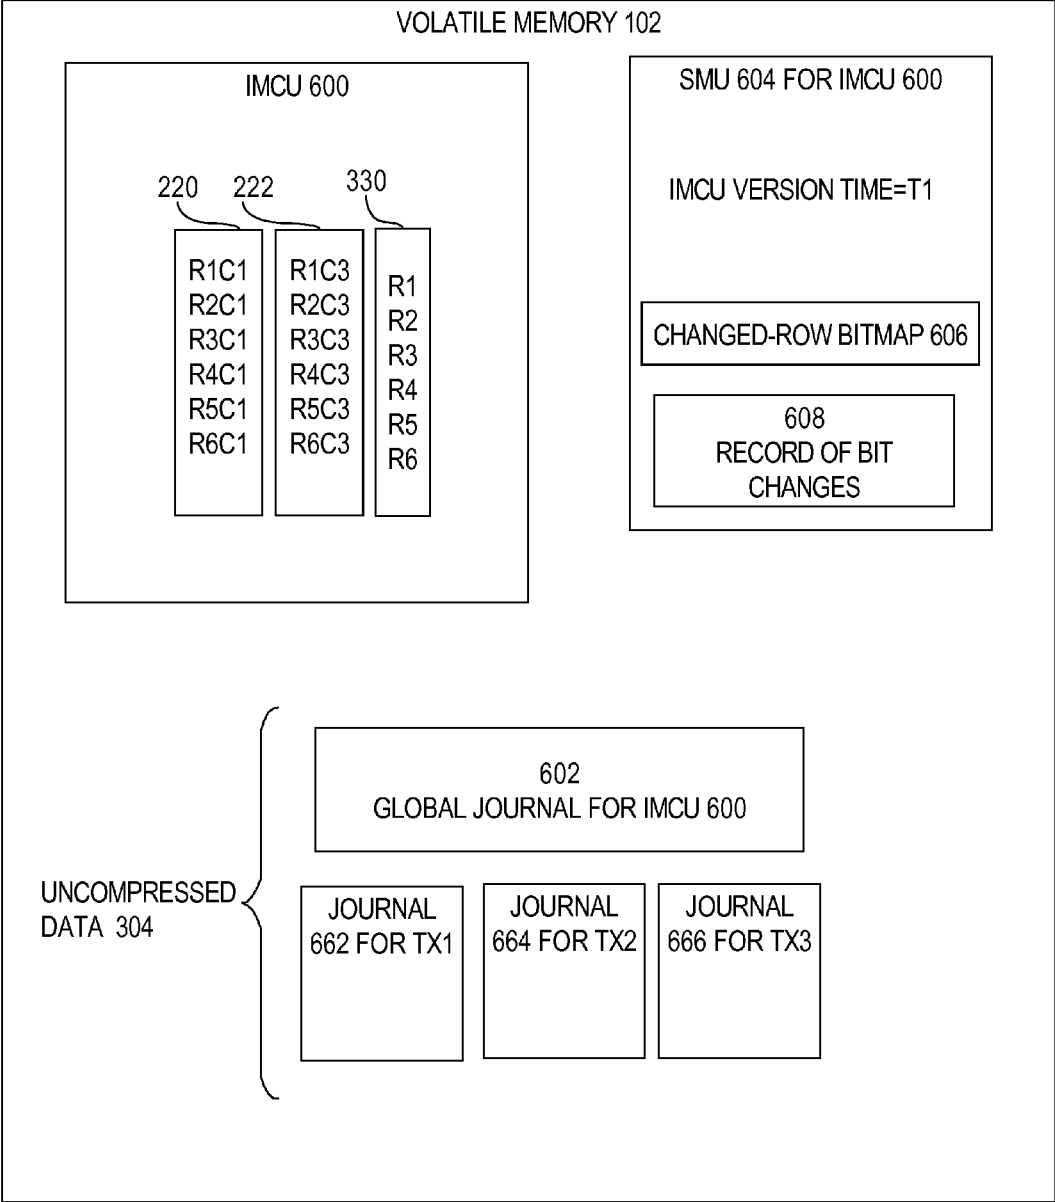 VOLATILE MEMORY 102
IMCU 600
220
222
330
R1C1
R2C1
R3C1
R4C1
R5C1
R6C1
R1C3
R2C3
R3C3
R4C3
R5C3
R6C3
R1
R2
R3
R4
R5
R6
SMU 604 FOR IMCU 600
IMCU VERSION TIME=T1
CHANGED-ROW BITMAP 606
608
RECORD OF BIT
CHANGES
UNCOMPRESSED
DATA 304
602
GLOBAL JOURNAL FOR IMCU 600
JOURNAL
662 FOR TX1
JOURNAL
664 FOR TX2
JOURNAL
666 FOR TX3